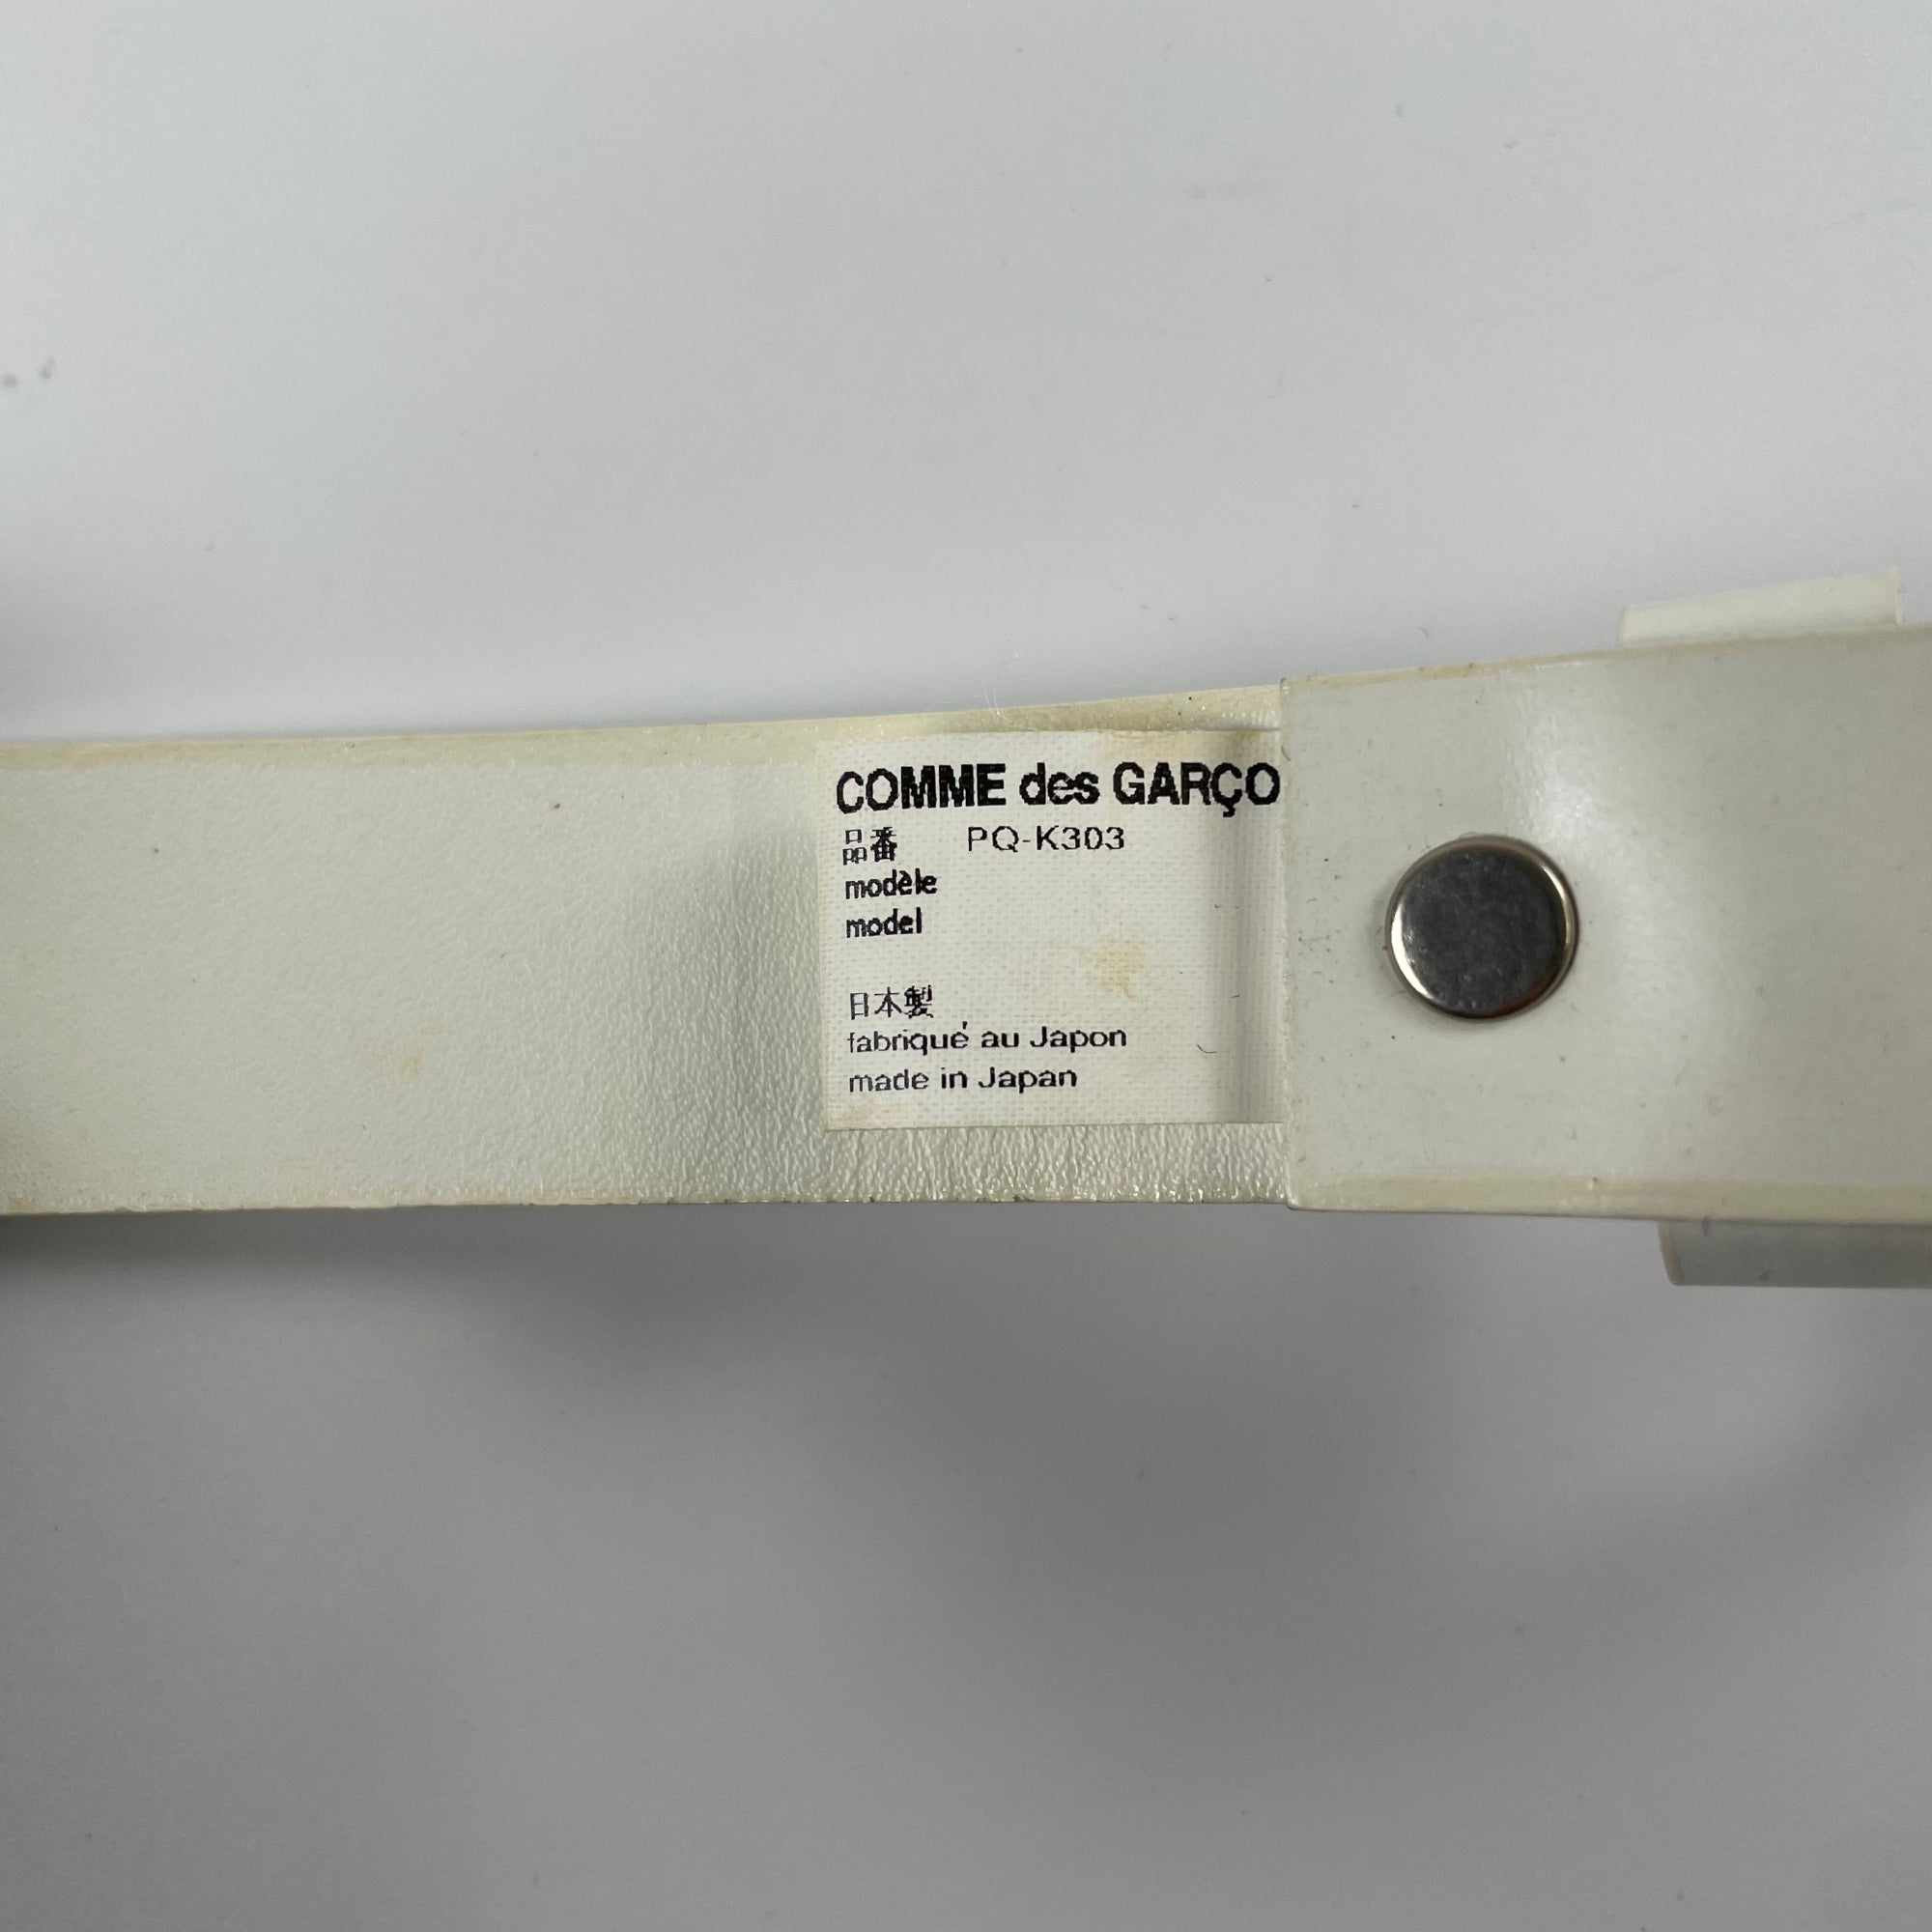 COMME des GARÇO
品番 PQ-K303
modèle
model
日本製
fabriqué au Japon
made in Japan